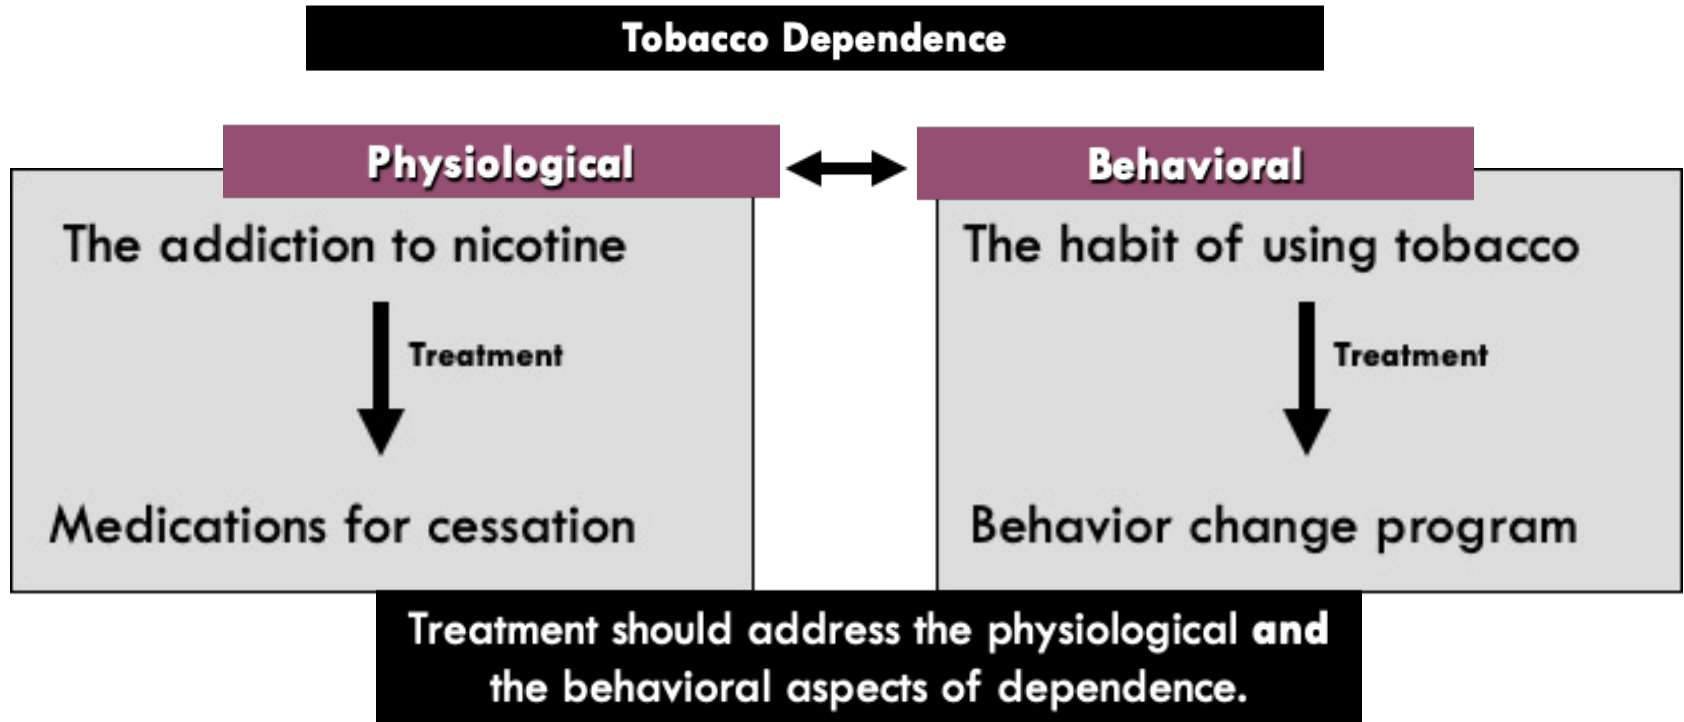 Tobacco Dependence
Physiological
The addiction to nicotine
Treatment
Medications for cessation
Behavioral
The habit of using tobacco
Treatment
Behavior change program
Treatment should address the physiological and
the behavioral aspects of dependence.